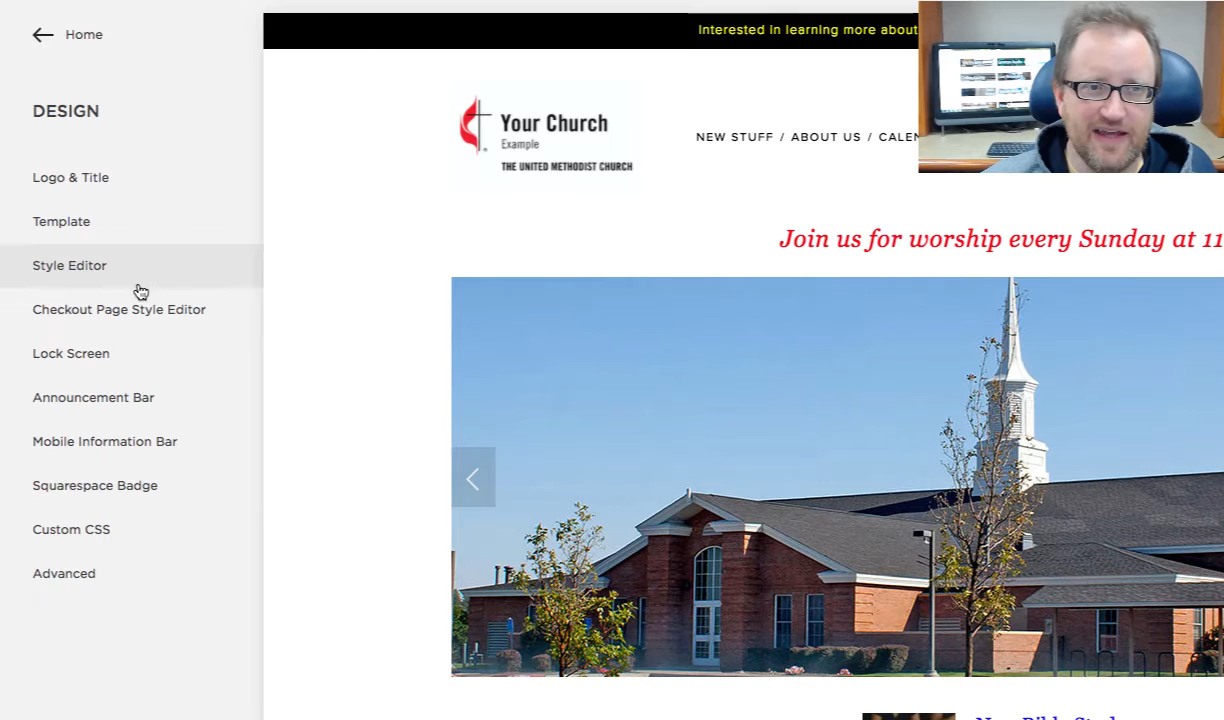 Home
DESIGN
Logo & Title
Template
Style Editor
Checkout Page Style Editor
Lock Screen
Announcement Bar
Mobile Information Bar
Squarespace Badge
Custom CSS
Advanced
Interested in learning more about
Your Church
Example
THE UNITED METHODIST CHURCH
NEW STUFF / ABOUT US / CALEN
Join us for worship every Sunday at 11